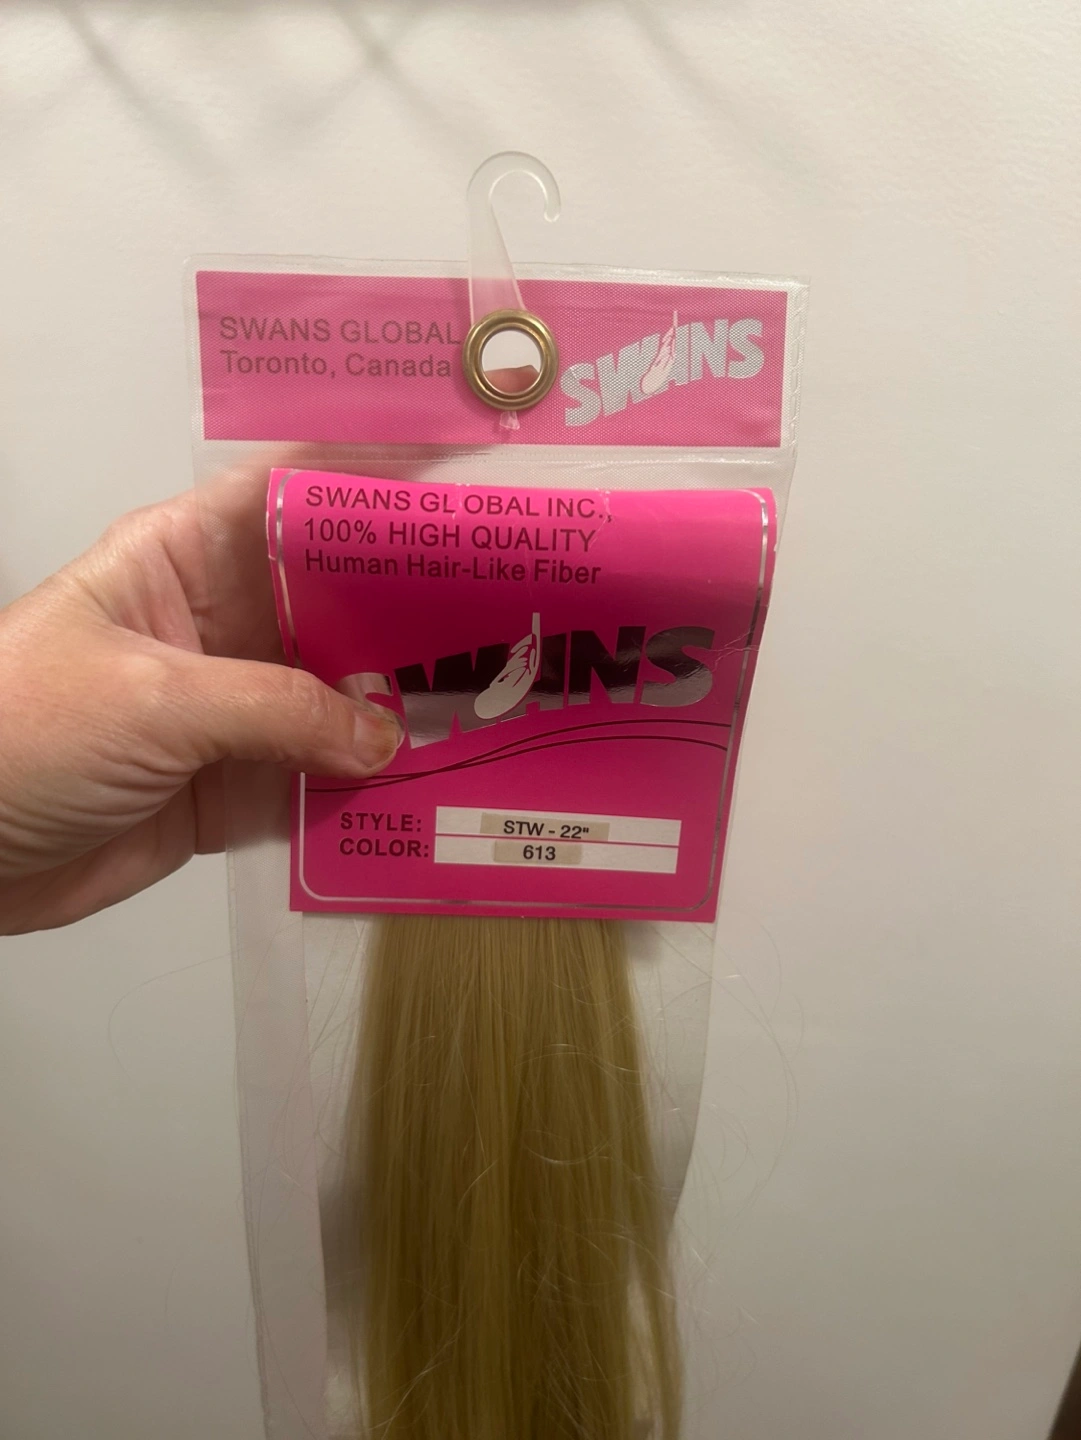 SWANS GLOBAL
Toronto, Canada
SWANS
SWANS GLOBAL INC.,
100% HIGH QUALITY
Human Hair-Like Fiber
SWANS
STYLE: STW - 22"
COLOR: 613